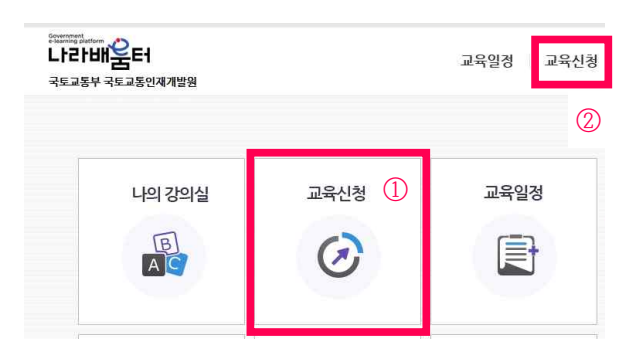 Government
e-learning platform
나라배움터
국토교통부 국토교통인재개발원
교육일정
교육신청
②
나의 강의실
교육신청 ①
교육일정
B
A C